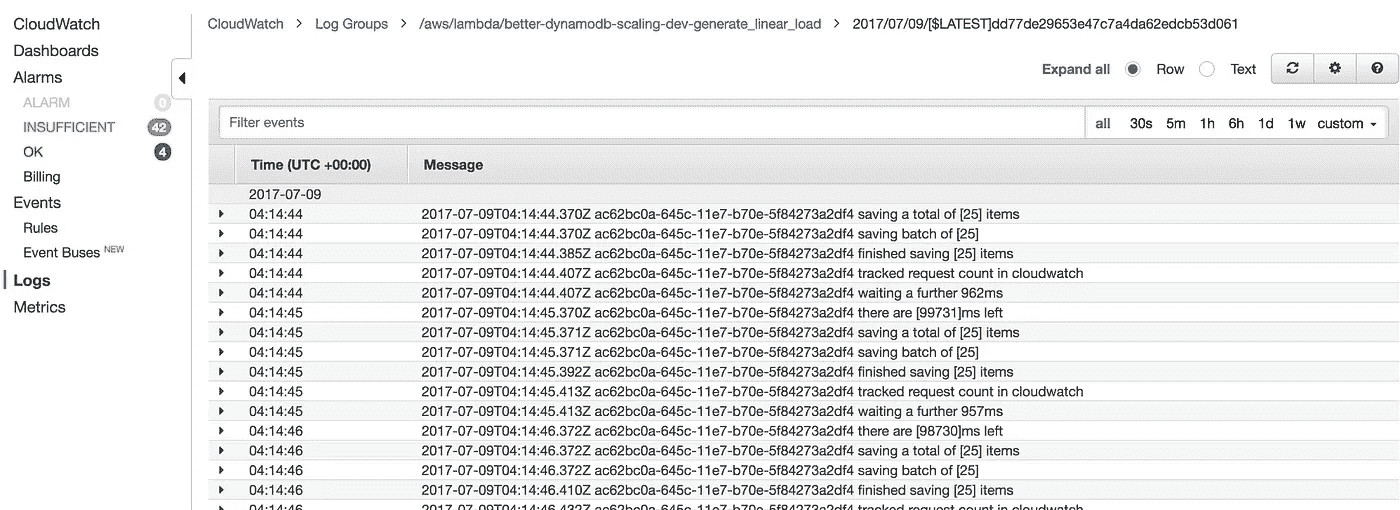 CloudWatch
Dashboards
Alarms
ALARM 0
INSUFFICIENT 42
OK 4
Billing
Events
Rules
Event Buses NEW
Logs
Metrics
CloudWatch > Log Groups > /aws/lambda/better-dynamodb-scaling-dev-generate_linear_load > 2017/07/09/[$LATEST]dd77de29653e47c7a4da62edcb53d061
Expand all Row Text ?
Filter events all 30s 5m 1h 6h 1d 1w custom
Time (UTC +00:00) Message
2017-07-09
04:14:44 2017-07-09T04:14:44.370Z ac62bc0a-645c-11e7-b70e-5f84273a2df4 saving a total of [25] items
04:14:44 2017-07-09T04:14:44.370Z ac62bc0a-645c-11e7-b70e-5f84273a2df4 saving batch of [25]
04:14:44 2017-07-09T04:14:44.385Z ac62bc0a-645c-11e7-b70e-5f84273a2df4 finished saving [25] items
04:14:44 2017-07-09T04:14:44.407Z ac62bc0a-645c-11e7-b70e-5f84273a2df4 tracked request count in cloudwatch
04:14:44 2017-07-09T04:14:44.407Z ac62bc0a-645c-11e7-b70e-5f84273a2df4 waiting a further 962ms
04:14:45 2017-07-09T04:14:45.370Z ac62bc0a-645c-11e7-b70e-5f84273a2df4 there are [99731]ms left
04:14:45 2017-07-09T04:14:45.371Z ac62bc0a-645c-11e7-b70e-5f84273a2df4 saving a total of [25] items
04:14:45 2017-07-09T04:14:45.371Z ac62bc0a-645c-11e7-b70e-5f84273a2df4 saving batch of [25]
04:14:45 2017-07-09T04:14:45.392Z ac62bc0a-645c-11e7-b70e-5f84273a2df4 finished saving [25] items
04:14:45 2017-07-09T04:14:45.413Z ac62bc0a-645c-11e7-b70e-5f84273a2df4 tracked request count in cloudwatch
04:14:45 2017-07-09T04:14:45.413Z ac62bc0a-645c-11e7-b70e-5f84273a2df4 waiting a further 957ms
04:14:46 2017-07-09T04:14:46.372Z ac62bc0a-645c-11e7-b70e-5f84273a2df4 there are [98730]ms left
04:14:46 2017-07-09T04:14:46.372Z ac62bc0a-645c-11e7-b70e-5f84273a2df4 saving a total of [25] items
04:14:46 2017-07-09T04:14:46.372Z ac62bc0a-645c-11e7-b70e-5f84273a2df4 saving batch of [25]
04:14:46 2017-07-09T04:14:46.410Z ac62bc0a-645c-11e7-b70e-5f84273a2df4 finished saving [25] items
04:14:46 2017-07-09T04:14:46.432Z ac62bc0a-645c-11e7-b70e-5f84273a2df4 tracked request count in cloudwatch